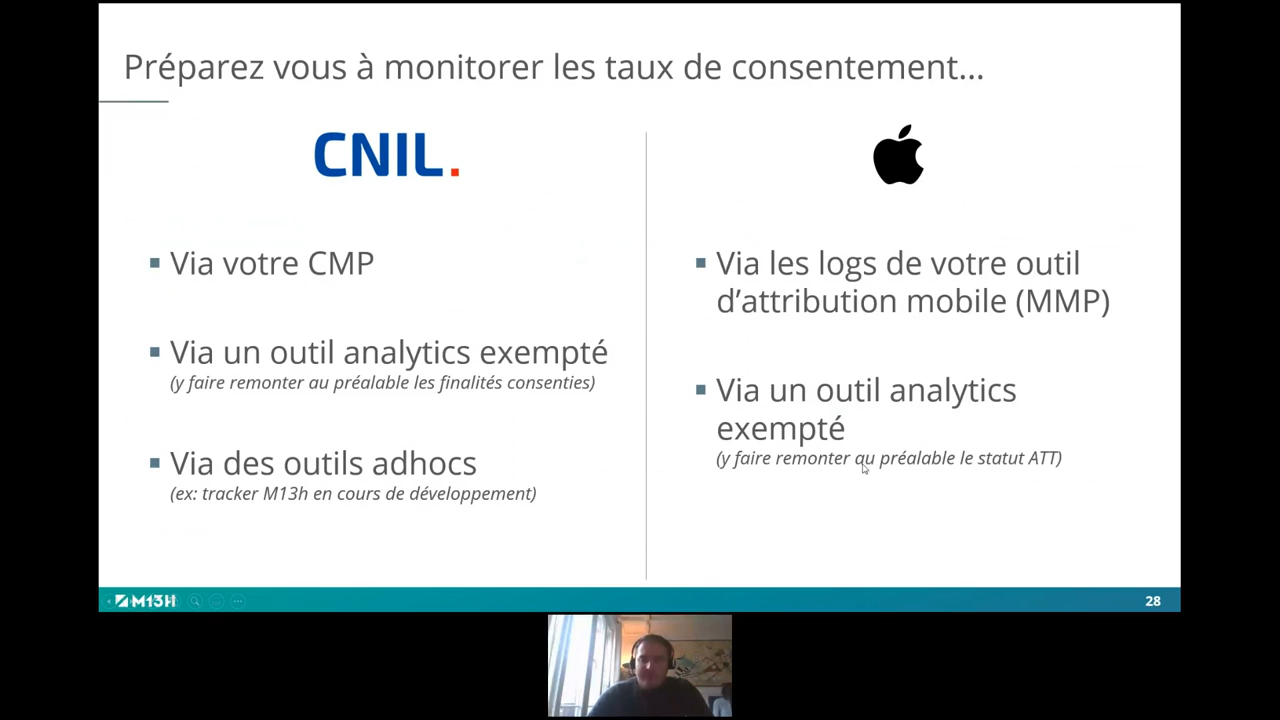 Préparez vous à monitorer les taux de consentement...
CNIL.
Via votre CMP
Via un outil analytics exempté
(y faire remonter au préalable les finalités consenties)
Via des outils adhocs
(ex: tracker M13h en cours de développement)
Via les logs de votre outil
d’attribution mobile (MMP)
Via un outil analytics
exempté
(y faire remonter au préalable le statut ATT)
M13H
28